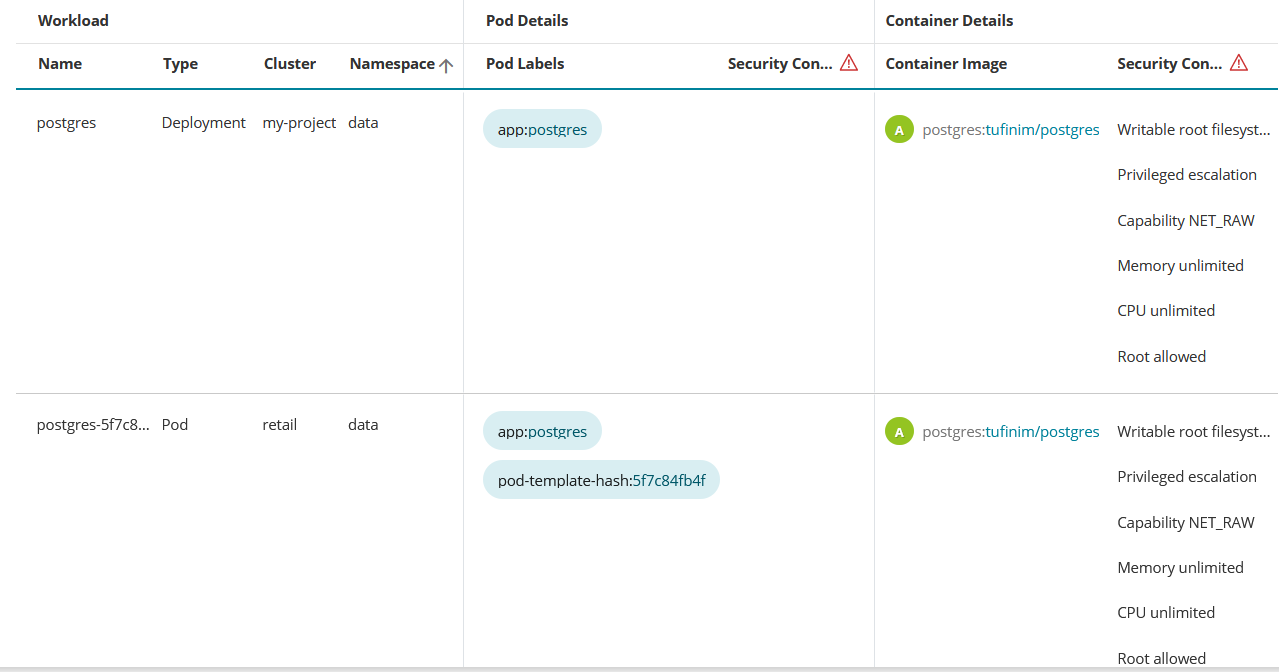 Workload Pod Details Container Details
Name Type Cluster Namespace Pod Labels Security Con... Container Image Security Con...
postgres Deployment my-project data app:postgres A postgres:tufinim/postgres Writable root filesyst...
Privileged escalation
Capability NET_RAW
Memory unlimited
CPU unlimited
Root allowed
postgres-5f7c8... Pod retail data app:postgres A postgres:tufinim/postgres Writable root filesyst...
pod-template-hash:5f7c84fb4f Privileged escalation
Capability NET_RAW
Memory unlimited
CPU unlimited
Root allowed